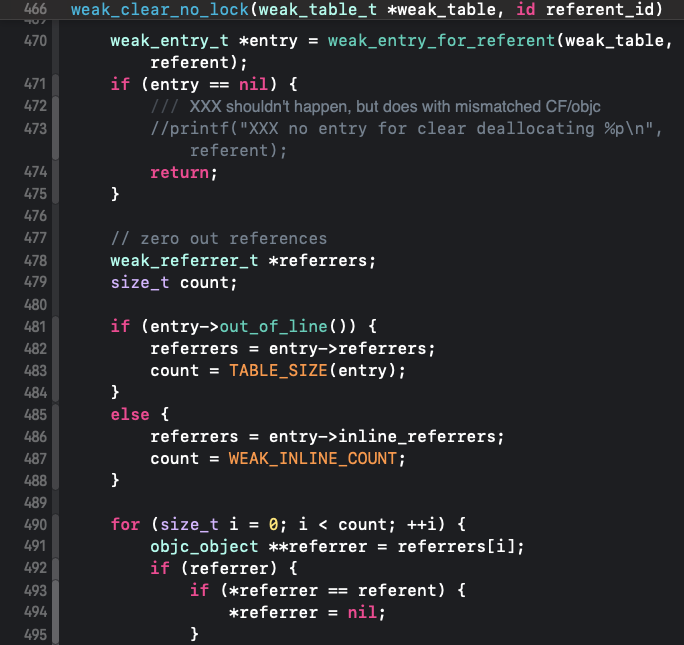 466 weak_clear_no_lock(weak_table_t *weak_table, id referent_id)
470 weak_entry_t *entry = weak_entry_for_referent(weak_table,
referent);
471 if (entry == nil) {
472 /// XXX shouldn't happen, but does with mismatched CF/objc
473 //printf("XXX no entry for clear deallocating %p\n",
referent);
474 return;
475 }
476
477 // zero out references
478 weak_referrer_t *referrers;
479 size_t count;
480
481 if (entry->out_of_line()) {
482 referrers = entry->referrers;
483 count = TABLE_SIZE(entry);
484 }
485 else {
486 referrers = entry->inline_referrers;
487 count = WEAK_INLINE_COUNT;
488 }
489
490 for (size_t i = 0; i < count; ++i) {
491 objc_object **referrer = referrers[i];
492 if (referrer) {
493 if (*referrer == referent) {
494 *referrer = nil;
495 }